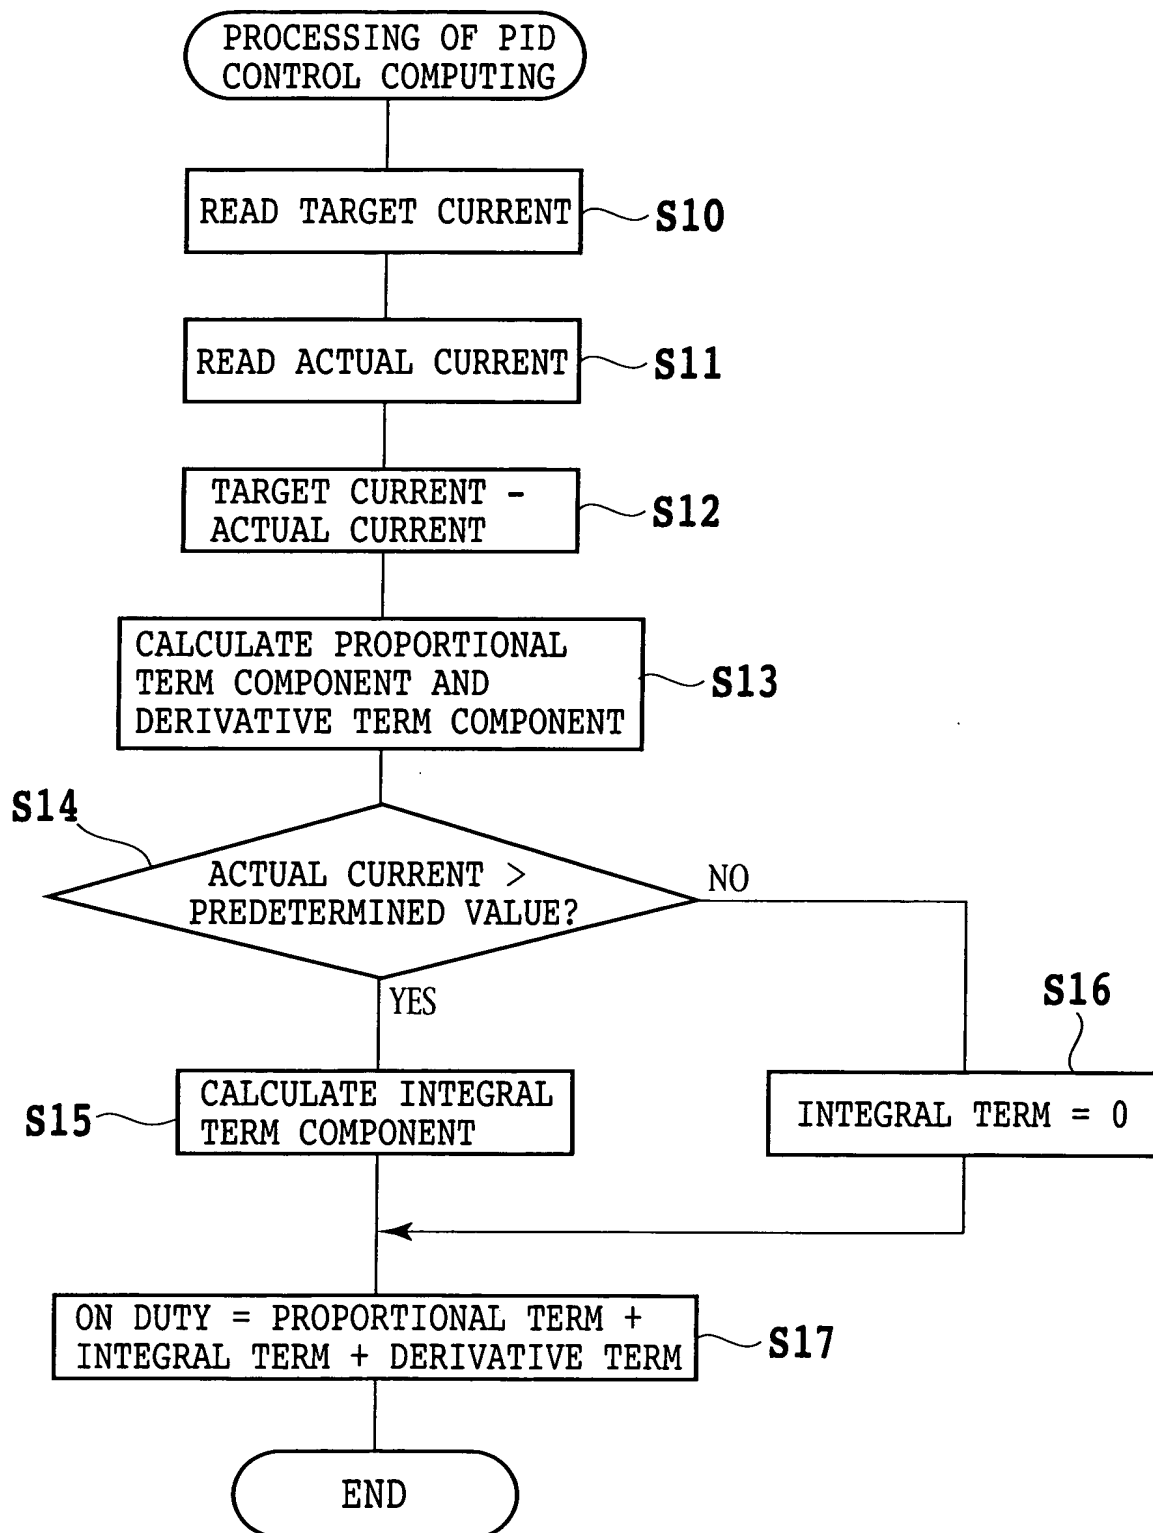 PROCESSING OF PID
CONTROL COMPUTING
READ TARGET CURRENT
S10
READ ACTUAL CURRENT
S11
TARGET CURRENT -
ACTUAL CURRENT
S12
CALCULATE PROPORTIONAL
TERM COMPONENT AND
DERIVATIVE TERM COMPONENT
S13
S14
ACTUAL CURRENT >
PREDETERMINED VALUE?
NO
YES
S16
CALCULATE INTEGRAL
TERM COMPONENT
S15
INTEGRAL TERM = 0
ON DUTY = PROPORTIONAL TERM +
INTEGRAL TERM + DERIVATIVE TERM
S17
END